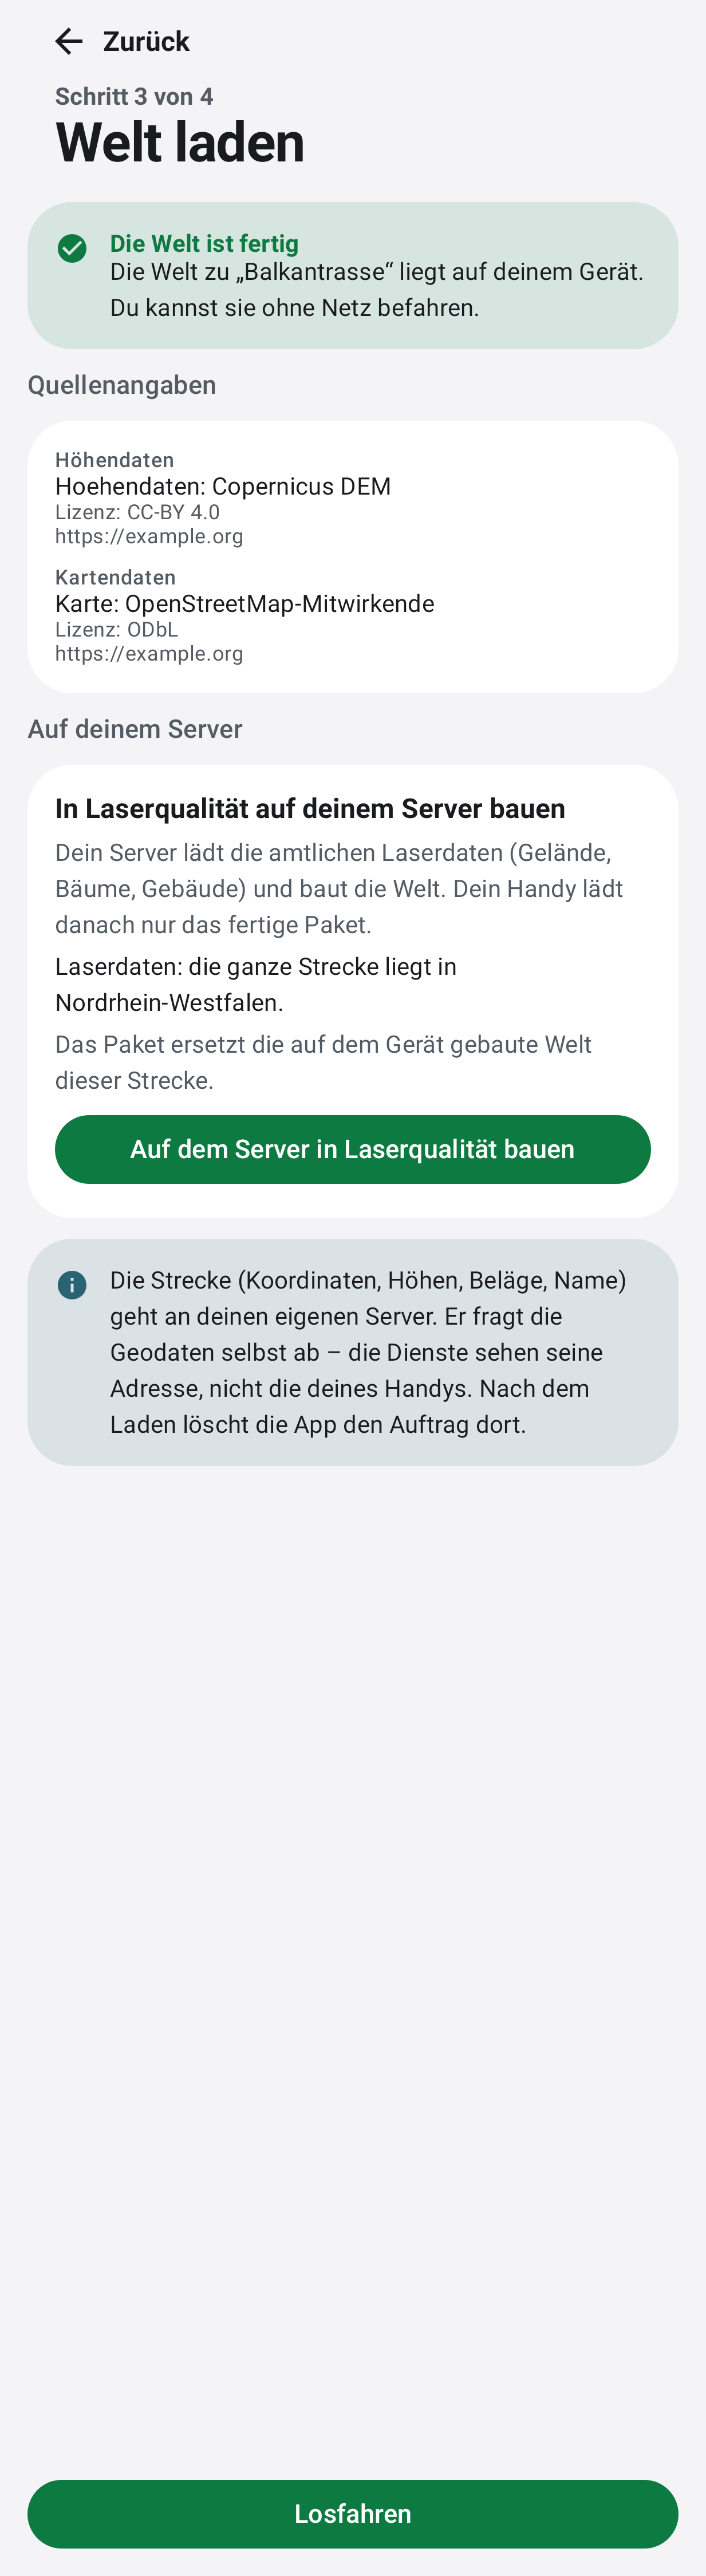 Zurück
Schritt 3 von 4
Welt laden
Die Welt ist fertig
Die Welt zu „Balkantrasse“ liegt auf deinem Gerät.
Du kannst sie ohne Netz befahren.
Quellenangaben
Höhendaten
Hoehendaten: Copernicus DEM
Lizenz: CC-BY 4.0
https://example.org
Kartendaten
Karte: OpenStreetMap-Mitwirkende
Lizenz: ODbL
https://example.org
Auf deinem Server
In Laserqualität auf deinem Server bauen
Dein Server lädt die amtlichen Laserdaten (Gelände,
Bäume, Gebäude) und baut die Welt. Dein Handy lädt
danach nur das fertige Paket.
Laserdaten: die ganze Strecke liegt in
Nordrhein-Westfalen.
Das Paket ersetzt die auf dem Gerät gebaute Welt
dieser Strecke.
Auf dem Server in Laserqualität bauen
Die Strecke (Koordinaten, Höhen, Beläge, Name)
geht an deinen eigenen Server. Er fragt die
Geodaten selbst ab – die Dienste sehen seine
Adresse, nicht die deines Handys. Nach dem
Laden löscht die App den Auftrag dort.
Losfahren